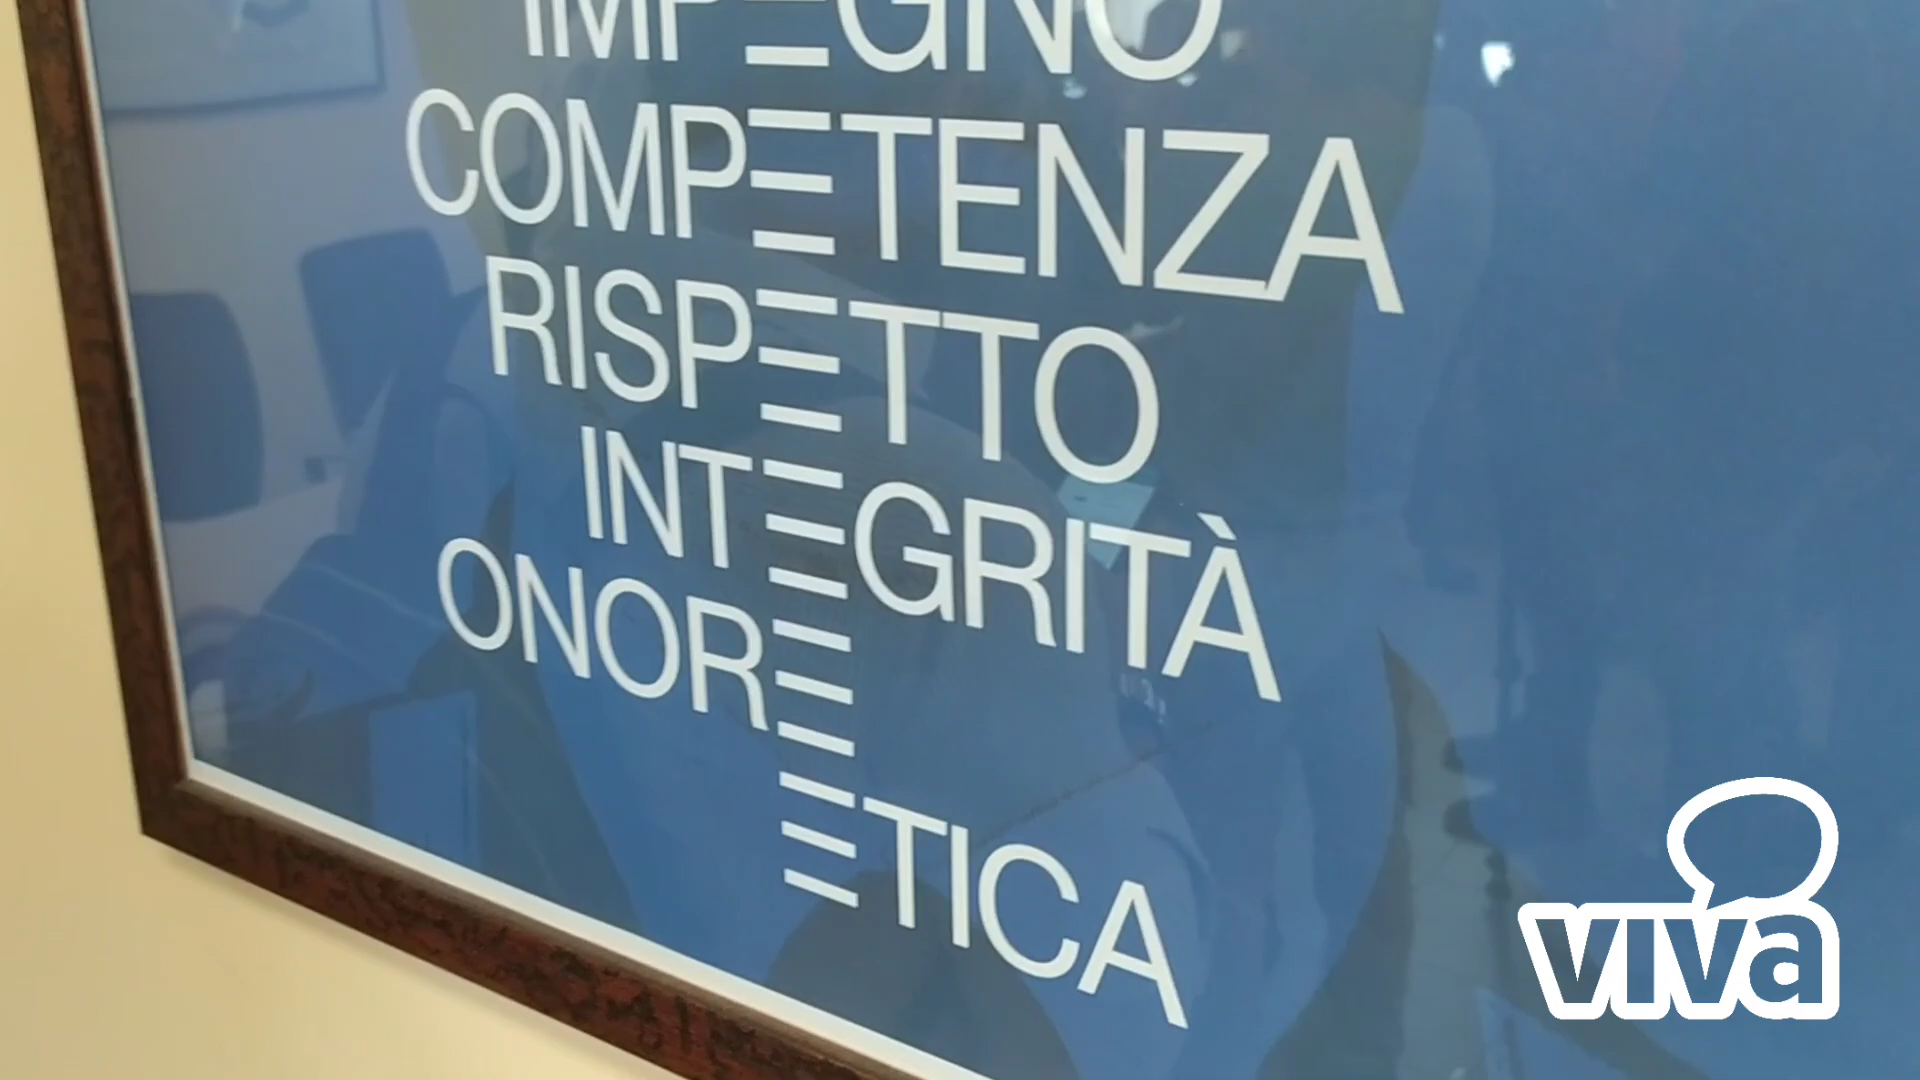 IMPEGNO
COMPETENZA
RISPETTO
INTEGRITÀ
ONORE
ETICA
viva